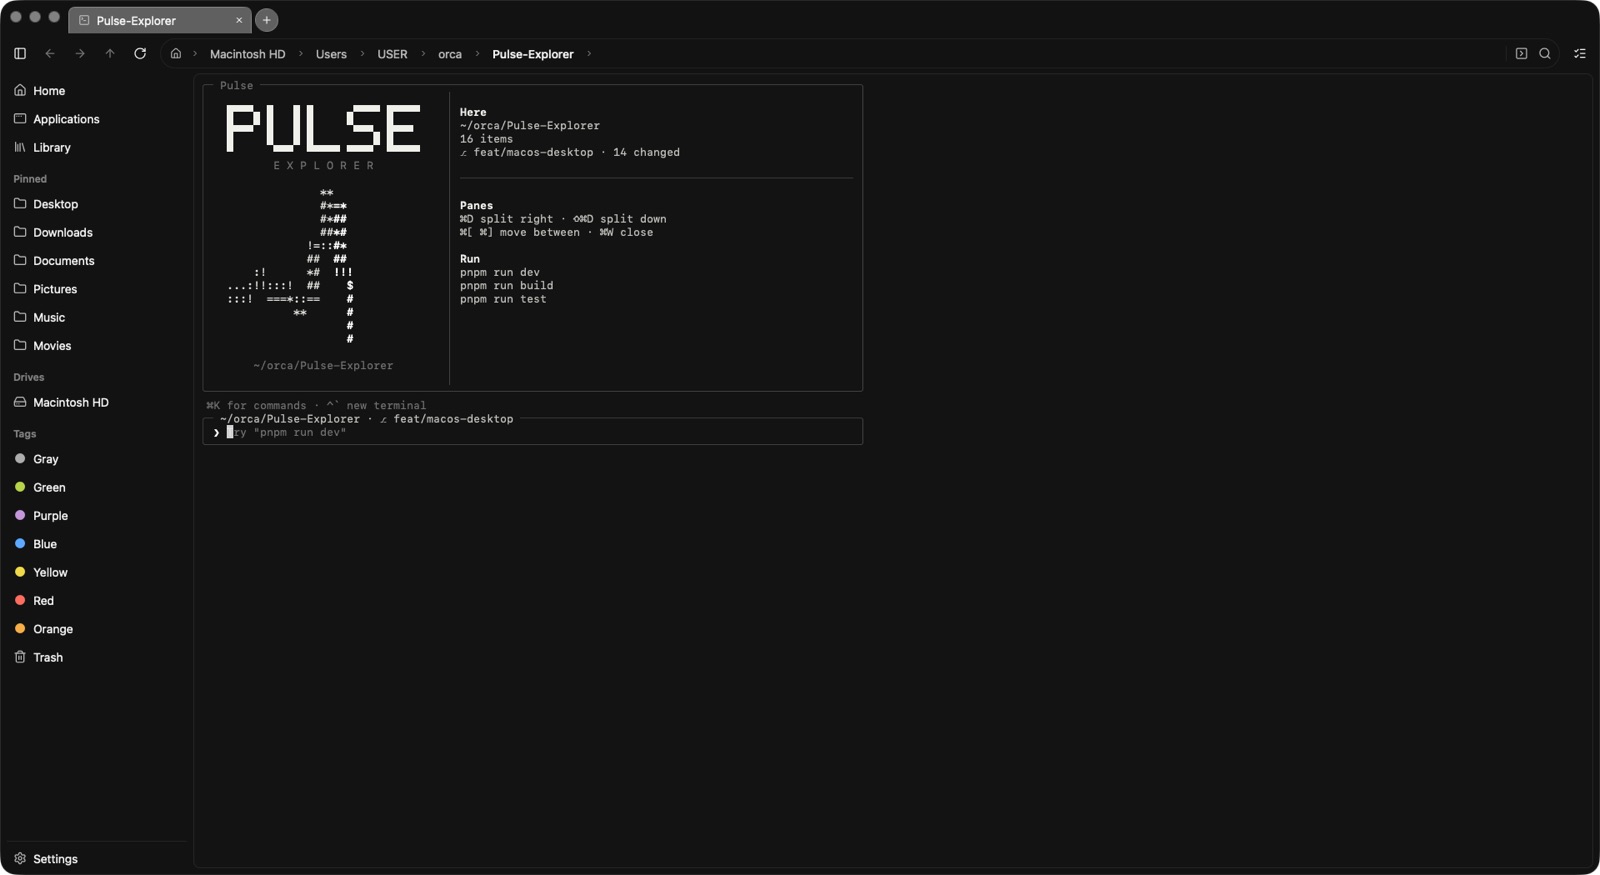 Pulse-Explorer
Macintosh HD > Users > USER > orca > Pulse-Explorer >
Home
Applications
Library
Pinned
Desktop
Downloads
Documents
Pictures
Music
Movies
Drives
Macintosh HD
Tags
Gray
Green
Purple
Blue
Yellow
Red
Orange
Trash
Settings
Pulse
PULSE
EXPLORER
**
#*=*
#*##
##*#
!=::#*
## ##
:! *# !!!
...:!!:::! ## $
:::! ===*::== #
** #
#
#
~/orca/Pulse-Explorer
Here
~/orca/Pulse-Explorer
16 items
feat/macos-desktop · 14 changed
Panes
⌘D split right · ⇧⌘D split down
⌘[ ⌘] move between · ⌘W close
Run
pnpm run dev
pnpm run build
pnpm run test
⌘K for commands · ^` new terminal
~/orca/Pulse-Explorer · feat/macos-desktop
❯ ry "pnpm run dev"